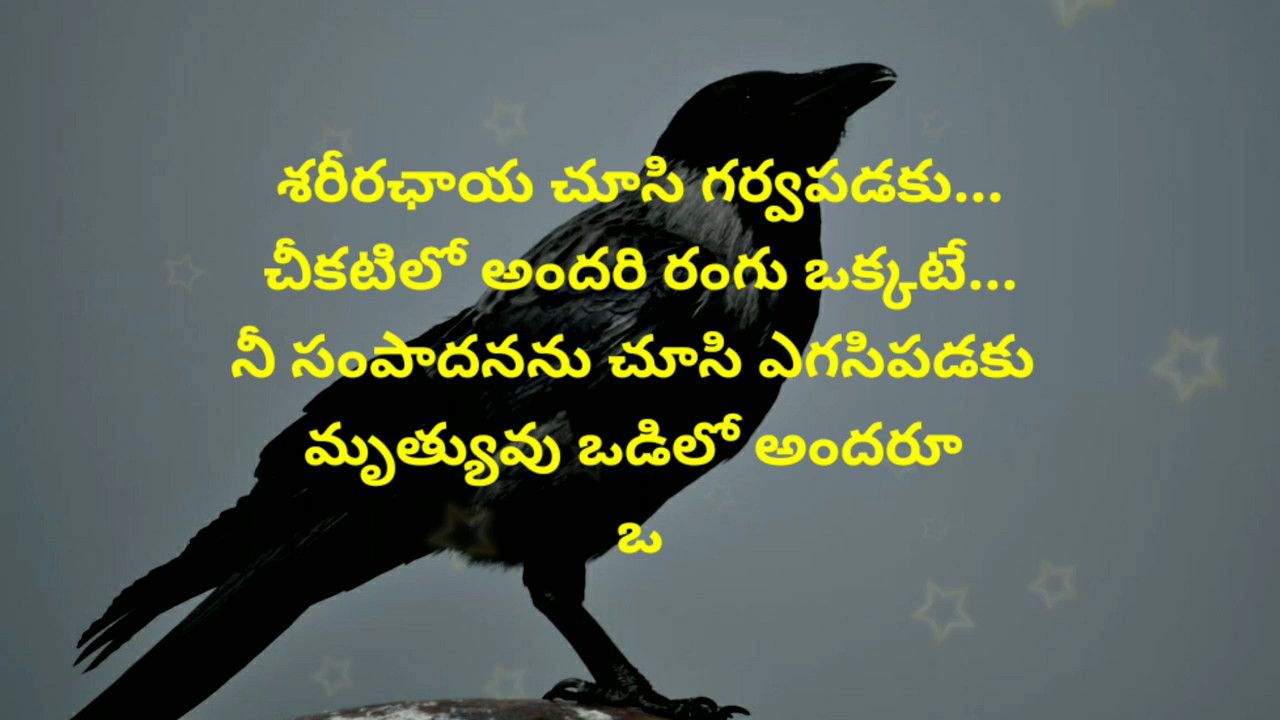 శరీరఛాయ చూసి గర్వపడకు...
చీకటిలో అందరి రంగు ఒక్కటే...
నీ సంపాదనను చూసి ఎగసిపడకు
మృత్యువు ఒడిలో అందరూ
ఒ